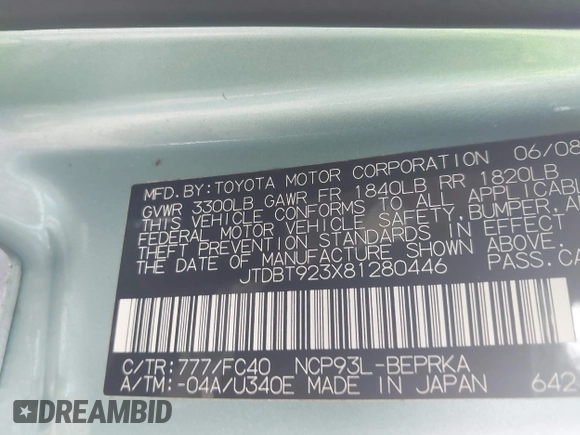 MFD. BY: TOYOTA MOTOR CORPORATION 06/08
GVWR 3300LB GAWR FR 1840LB RR 1820LB
THIS VEHICLE CONFORMS TO ALL APPLICABL
FEDERAL MOTOR VEHICLE SAFETY, BUMPER, A
THEFT PREVENTION STANDARDS IN EFFECT
THE DATE OF MANUFACTURE SHOWN ABOVE.
JTDBT923X81280446 PASS. CA
C/TR: 777/FC40 NCP93L-BEPRKA
A/TM: -04A/U340E MADE IN JAPAN 642
DREAMBID